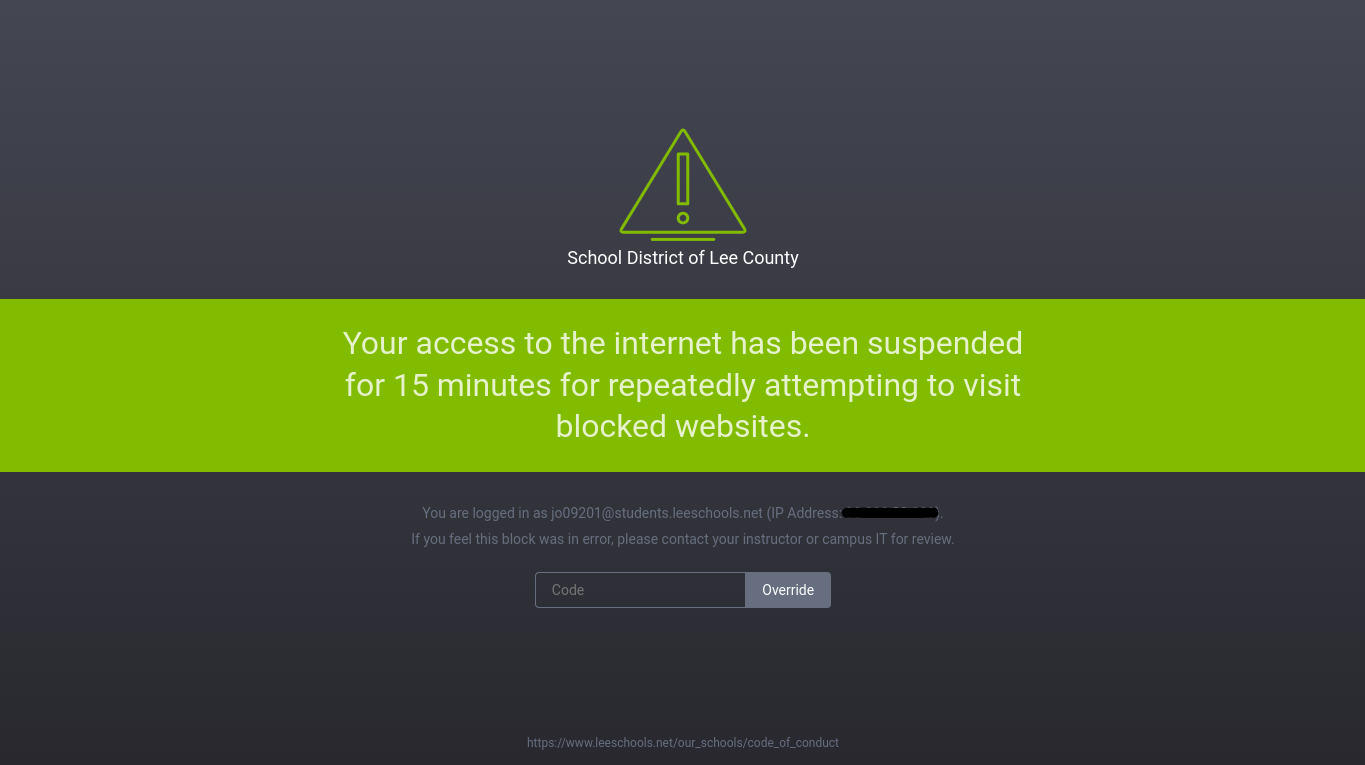 School District of Lee County
Your access to the internet has been suspended
for 15 minutes for repeatedly attempting to visit
blocked websites.
You are logged in as jo09201@students.leeschools.net (IP Address: ).
If you feel this block was in error, please contact your instructor or campus IT for review.
Code Override
https://www.leeschools.net/our_schools/code_of_conduct